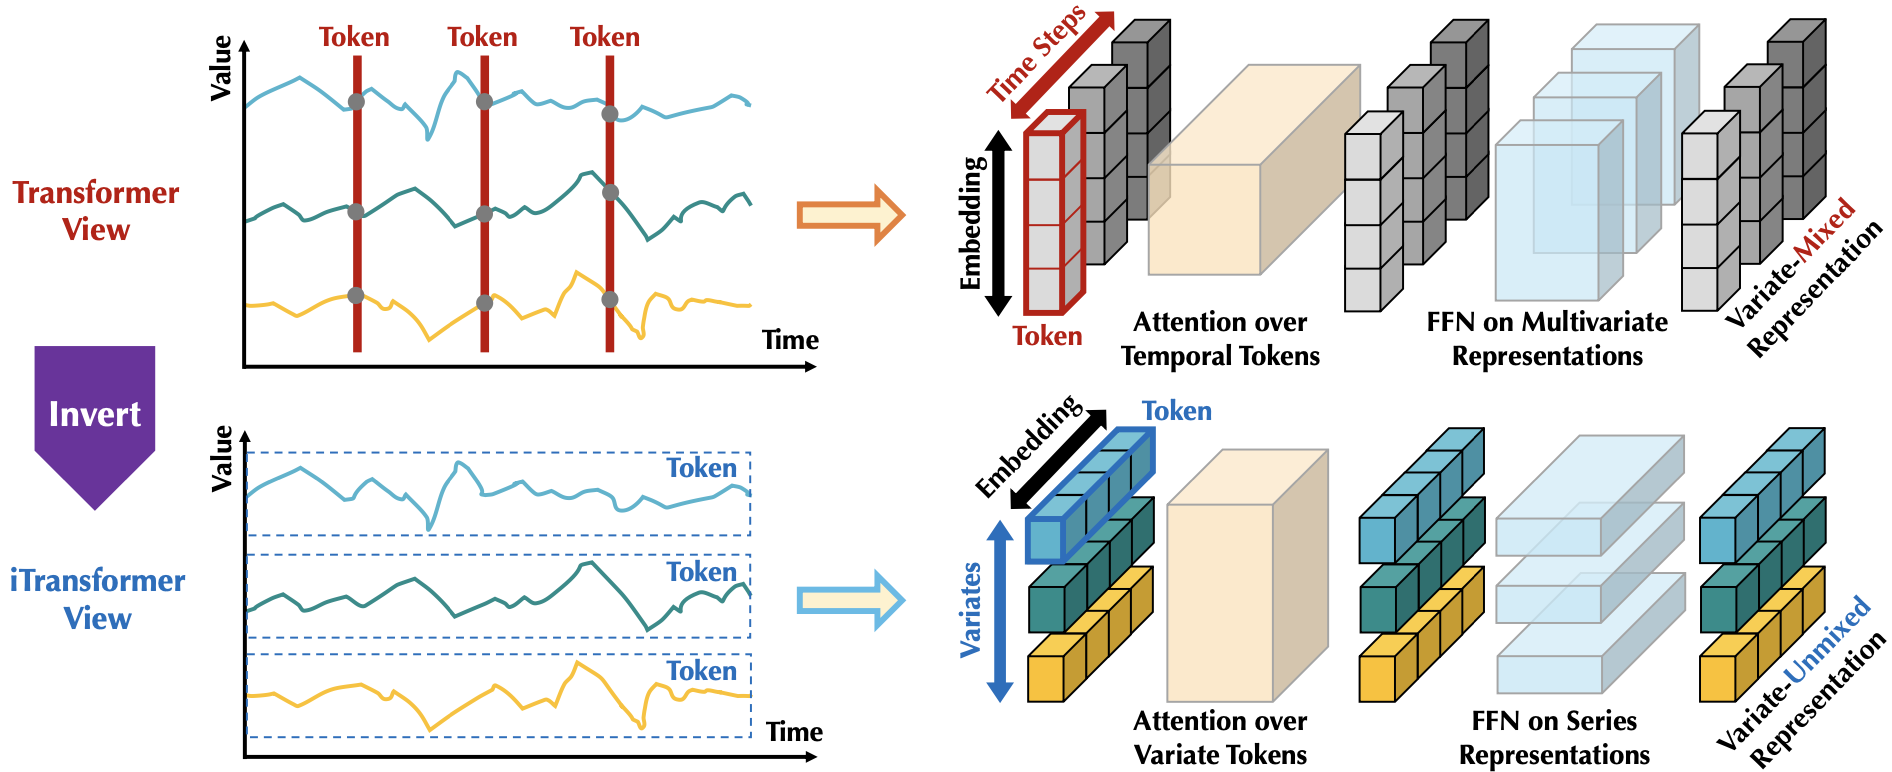 Token
Token
Token
Value
Time
Transformer
View
Time Steps
Embedding
Token
Attention over
Temporal Tokens
FFN on Multivariate
Representations
Variate-Mixed
Representation
Invert
iTransformer
View
Value
Token
Token
Token
Time
Embedding
Token
Variates
Attention over
Variate Tokens
FFN on Series
Representations
Variate-Unmixed
Representation